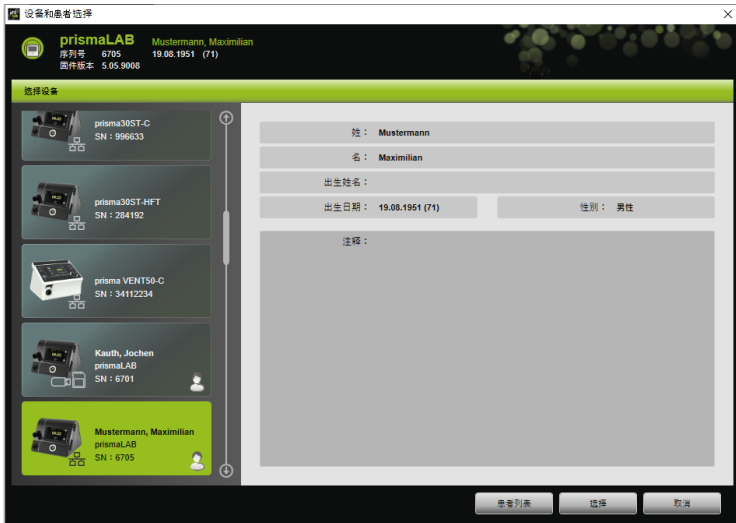 设备和患者选择
prismaLAB
Mustermann, Maximilian
序列号 6705
19.08.1951 (71)
固件版本 5.05.9008
选择设备
prisma30ST-C
SN：996633
prisma30ST-HFT
SN：284192
prisma VENT50-C
SN：34112234
Kauth, Jochen
prismaLAB
SN：6701
Mustermann, Maximilian
prismaLAB
SN：6705
姓： Mustermann
名： Maximilian
出生姓名：
出生日期： 19.08.1951 (71)
性别： 男性
注释：
患者列表
选择
取消